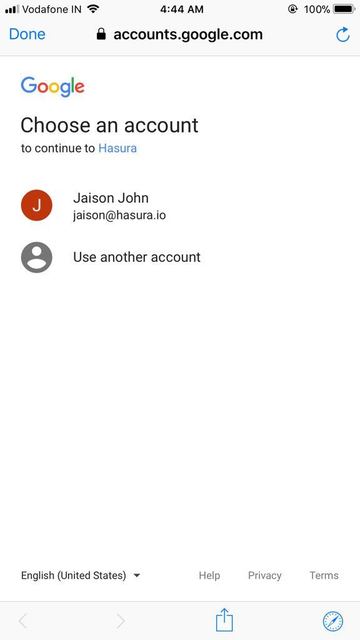 Vodafone IN 4:44 AM 100%
Done accounts.google.com
Google
Choose an account
to continue to Hasura
J Jaison John
jaison@hasura.io
Use another account
English (United States) Help Privacy Terms